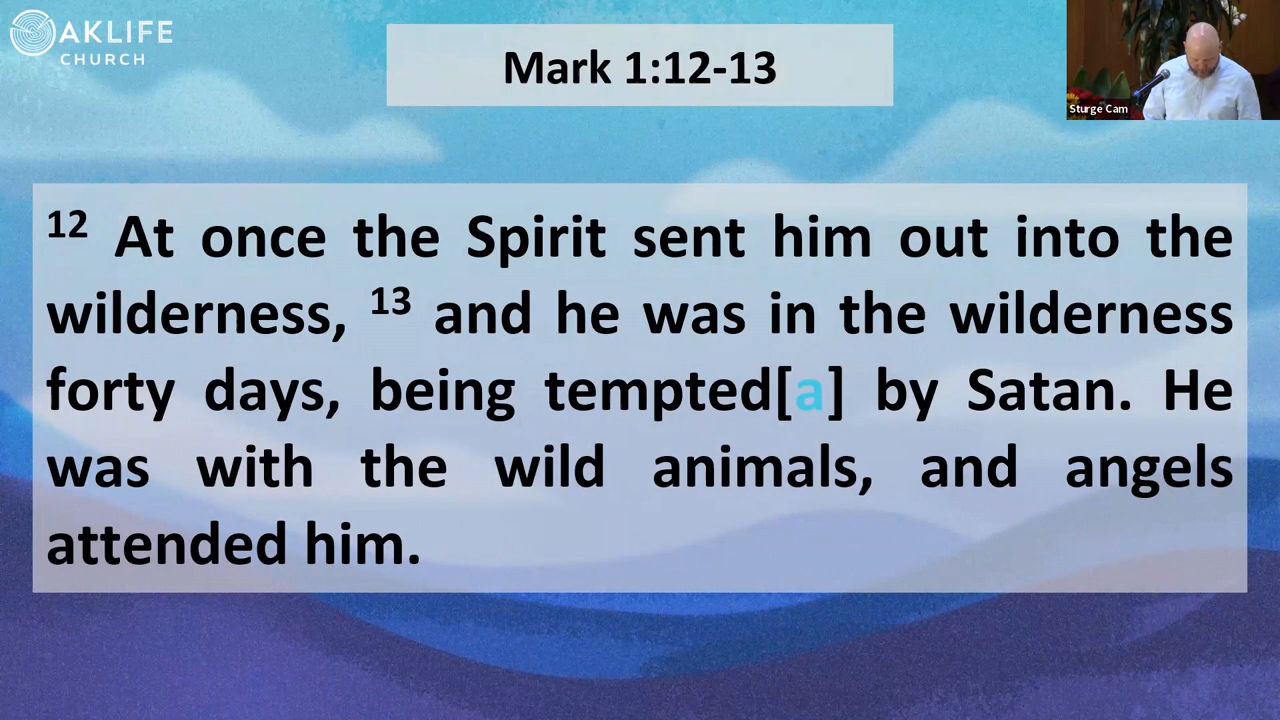 AKLIFE
CHURCH
Mark 1:12-13
Sturge Cam
12 At once the Spirit sent him out into the
wilderness, 13 and he was in the wilderness
forty days, being tempted[a] by Satan. He
was with the wild animals, and angels
attended him.